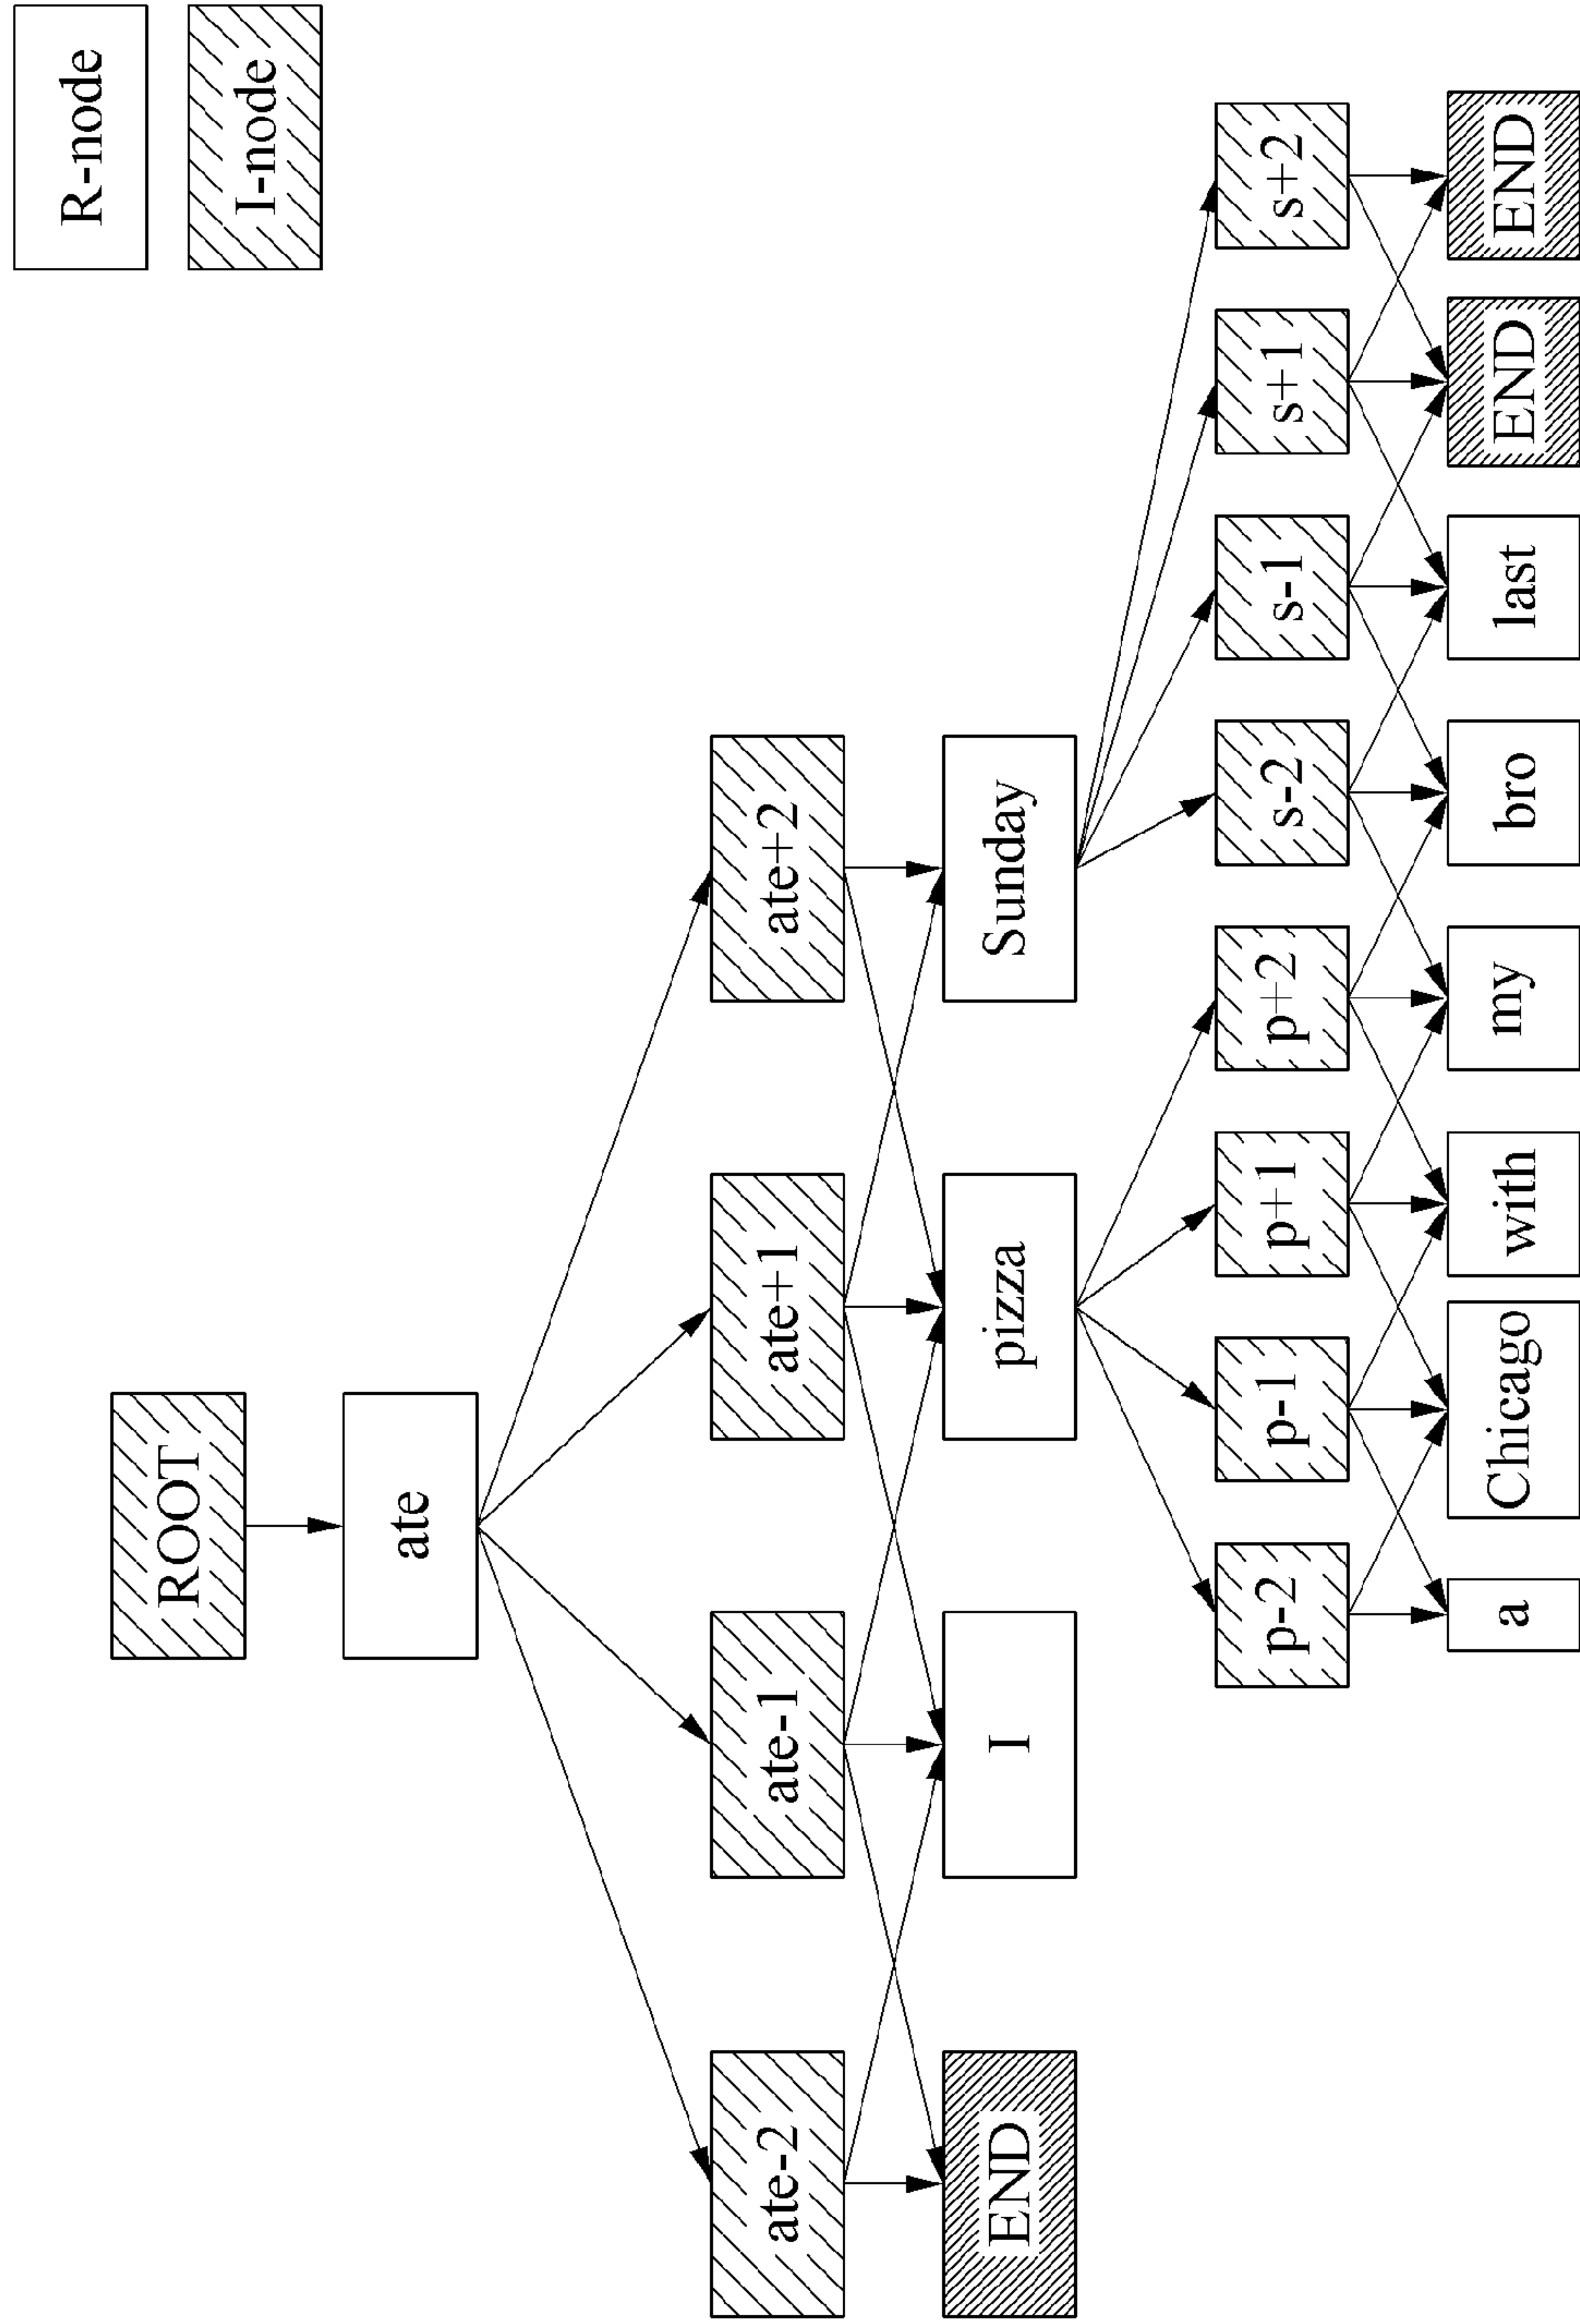 R-node
ROOT
I-node
ate
ate-2 ate-1 ate+1 ate+2
END I pizza Sunday
p-2 p-1 p+1 p+2 s-2 s-1 s+1 s+2
a Chicago with my bro last END END